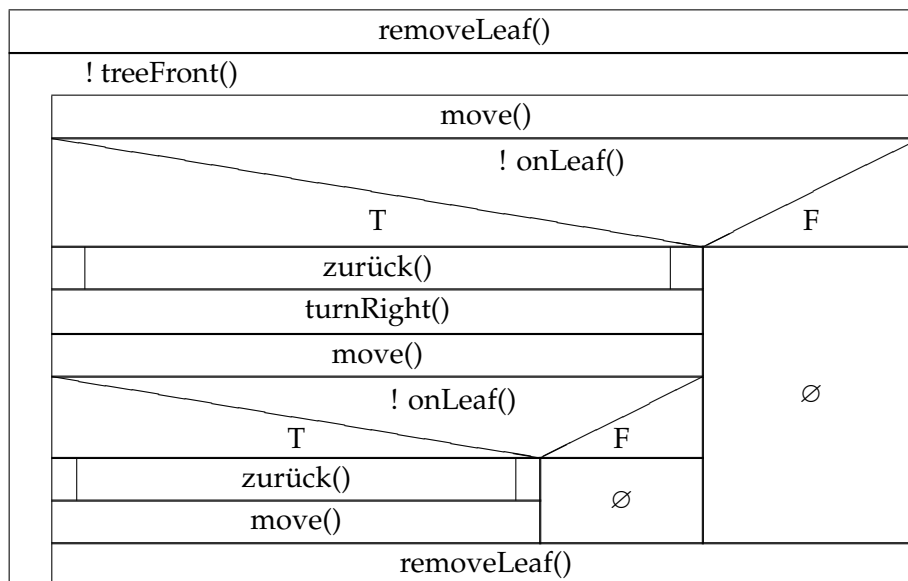 removeLeaf()
! treeFront()
move()
! onLeaf()
T F
zurück()
turnRight()
move()
∅
! onLeaf()
T F
zurück()
∅
move()
removeLeaf()